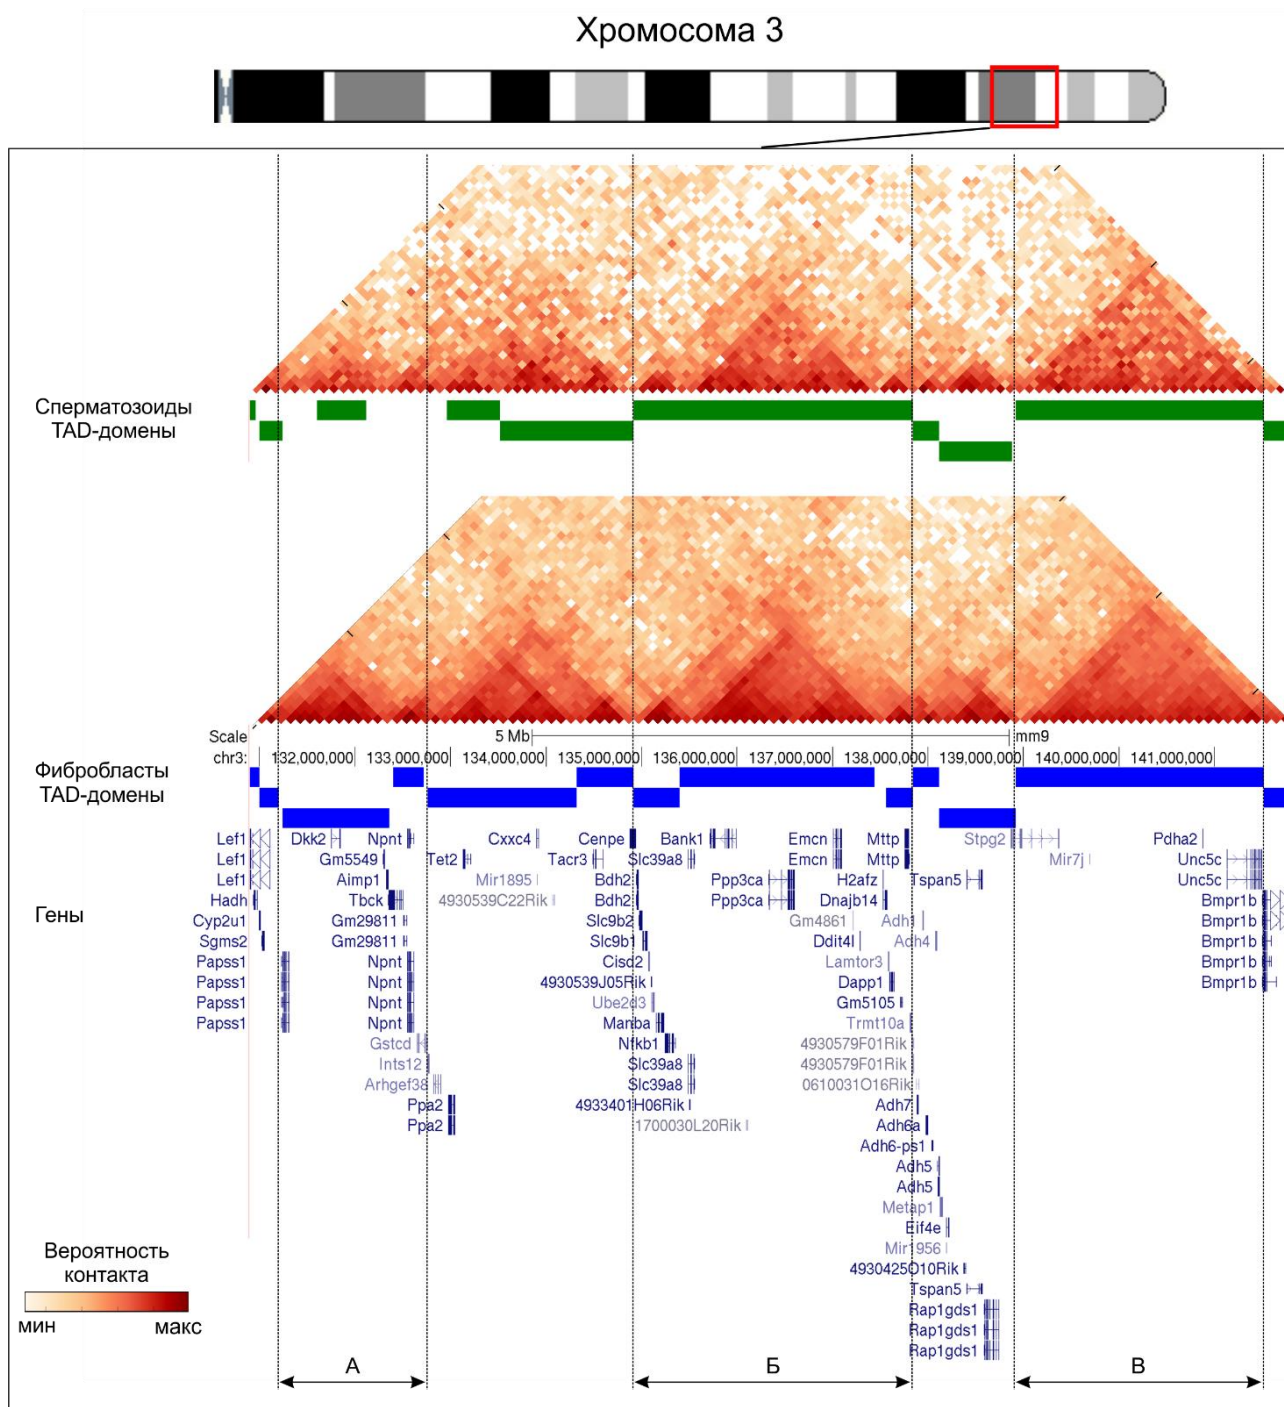 Хромосома 3
Сперматозоиды
TAD-домены
Scale 5 Mb mm9
chr3: 132,000,000 133,000,000 134,000,000 135,000,000 136,000,000 137,000,000 138,000,000 139,000,000 140,000,000 141,000,000
Фибробласты
TAD-домены
Lef1 Dkk2 Npnt Cxxc4 Cenpe Bank1 Emcn Mttp Stpg2 Pdha2
Lef1 Gm5549 Tet2 Tacr3 Slc39a8 Emcn Mttp Mir7j Unc5c
Lef1 Aimp1 Mir1895 Bdh2 Ppp3ca H2afz Tspan5 Unc5c
Hadh Tbck 4930539C22Rik Bdh2 Ppp3ca Dnajb14 Bmpr1b
Гены
Cyp2u1 Gm29811 Slc9b2 Gm4861 Adh1 Bmpr1b
Sgms2 Gm29811 Slc9b1 Ddit4l Adh4 Bmpr1b
Papss1 Npnt Cisd2 Lamtor3 Bmpr1b
Papss1 Npnt 4930539J05Rik Dapp1 Bmpr1b
Papss1 Npnt Ube2d3 Gm5105
Papss1 Npnt Manba Trmt10a
Gstcd Nfkb1 4930579F01Rik
Ints12 Slc39a8 4930579F01Rik
Arhgef38 Slc39a8 0610031O16Rik
Ppa2 4933401H06Rik Adh7
Ppa2 1700030L20Rik Adh6a
Adh6-ps1
Adh5
Adh5
Metap1
Eif4e
Mir1956
4930425O10Rik
Tspan5
Rap1gds1
Rap1gds1
Rap1gds1
Вероятность
контакта
мин макс
А Б В